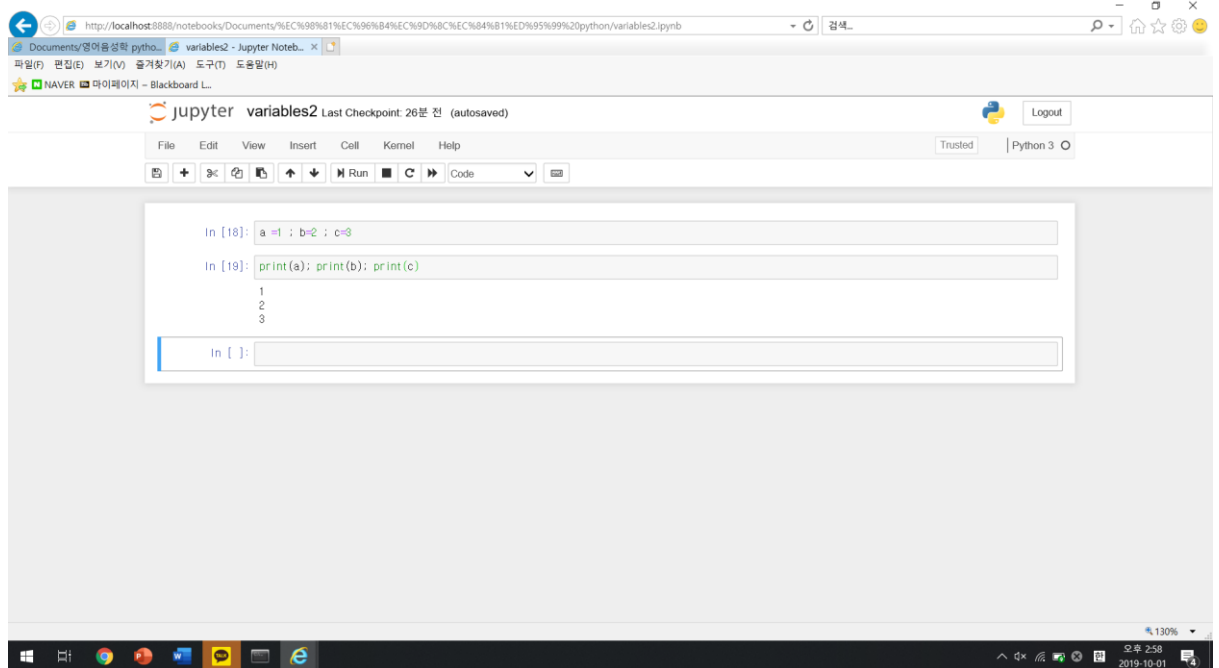 http://localhost:8888/notebooks/Documents/%EC%98%81%EC%96%B4%EC%9D%8C%EC%84%B1%ED%95%99%20python/variables2.ipynb
검색...
Documents/영어음성학 pytho...
variables2 - Jupyter Noteb...
파일(F) 편집(E) 보기(V) 즐겨찾기(A) 도구(T) 도움말(H)
NAVER 마이페이지 – Blackboard L...
jupyter variables2 Last Checkpoint: 26분 전 (autosaved)
Logout
File Edit View Insert Cell Kernel Help
Trusted Python 3
Run Code
In [18]: a =1 ; b=2 ; c=3
In [19]: print(a); print(b); print(c)
1
2
3
In [ ]:
130%
한
오후 2:58
2019-10-01
4